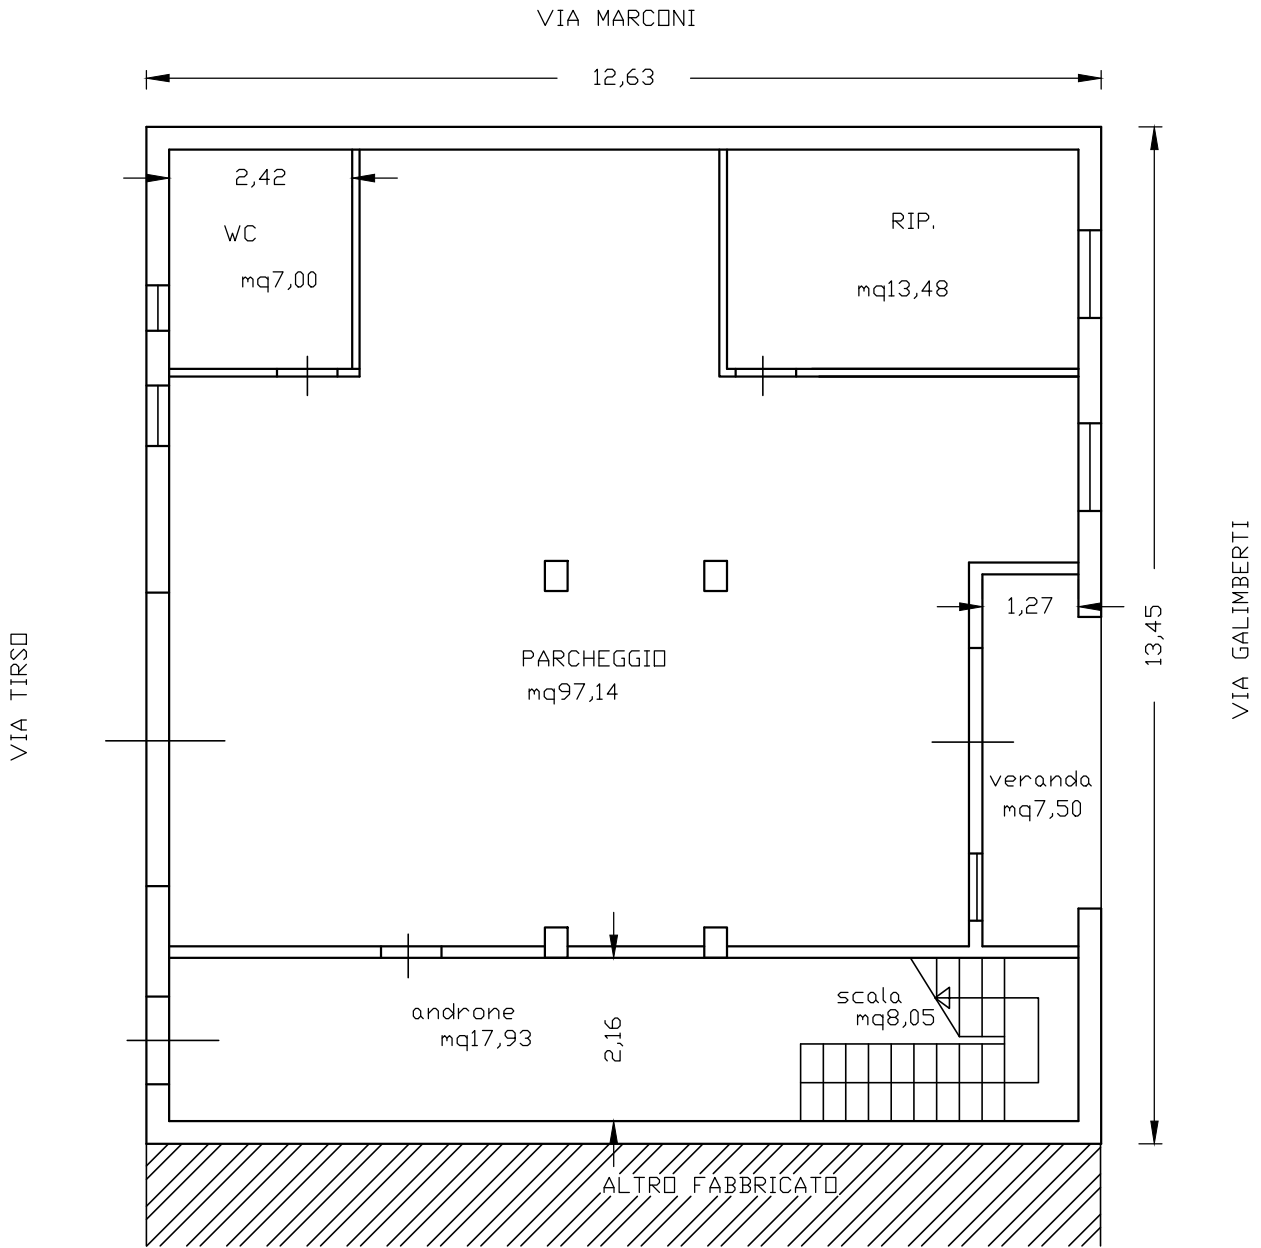 VIA MARCONI
12,63
2,42
WC
mq7,00
RIP.
mq13,48
VIA TIRSO
PARCHEGGIO
mq97,14
1,27
veranda
mq7,50
13,45
VIA GALIMBERTI
androne
mq17,93
2,16
scala
mq8,05
ALTRO FABBRICATO